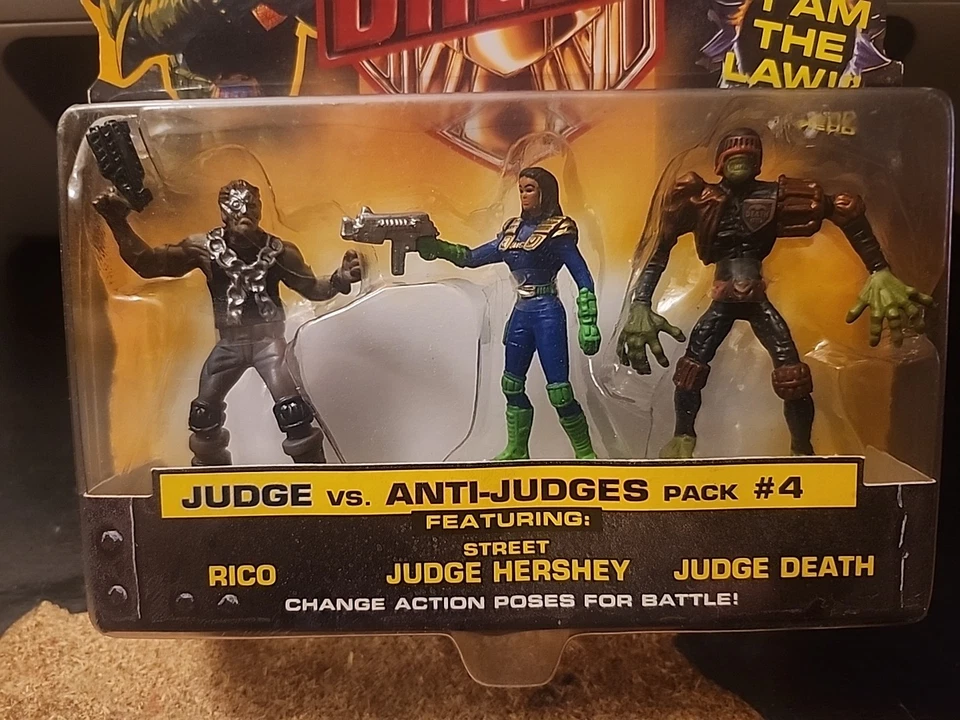 I AM
THE
LAW!!
JUDGE VS. ANTI-JUDGES PACK #4
FEATURING:
STREET
RICO JUDGE HERSHEY JUDGE DEATH
CHANGE ACTION POSES FOR BATTLE!